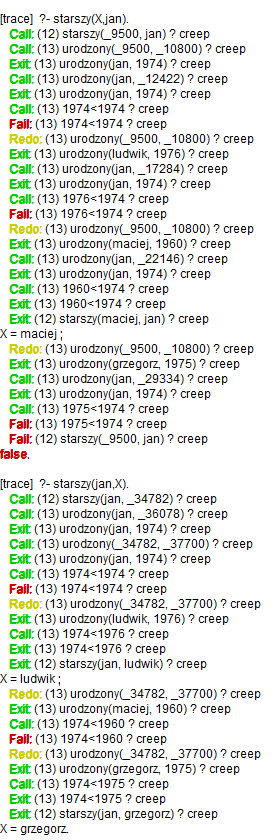 [trace]  ?- starszy(X,jan).
Call: (12) starszy(_9500, jan) ? creep
Call: (13) urodzony(_9500, _10800) ? creep
Exit: (13) urodzony(jan, 1974) ? creep
Call: (13) urodzony(jan, _12422) ? creep
Exit: (13) urodzony(jan, 1974) ? creep
Call: (13) 1974<1974 ? creep
Fail: (13) 1974<1974 ? creep
Redo: (13) urodzony(_9500, _10800) ? creep
Exit: (13) urodzony(ludwik, 1976) ? creep
Call: (13) urodzony(jan, _17284) ? creep
Exit: (13) urodzony(jan, 1974) ? creep
Call: (13) 1976<1974 ? creep
Fail: (13) 1976<1974 ? creep
Redo: (13) urodzony(_9500, _10800) ? creep
Exit: (13) urodzony(maciej, 1960) ? creep
Call: (13) urodzony(jan, _22146) ? creep
Exit: (13) urodzony(jan, 1974) ? creep
Call: (13) 1960<1974 ? creep
Exit: (13) 1960<1974 ? creep
Exit: (12) starszy(maciej, jan) ? creep
X = maciej ;
Redo: (13) urodzony(_9500, _10800) ? creep
Exit: (13) urodzony(grzegorz, 1975) ? creep
Call: (13) urodzony(jan, _29334) ? creep
Exit: (13) urodzony(jan, 1974) ? creep
Call: (13) 1975<1974 ? creep
Fail: (13) 1975<1974 ? creep
Fail: (12) starszy(_9500, jan) ? creep
false.
[trace]  ?- starszy(jan,X).
Call: (12) starszy(jan, _34782) ? creep
Call: (13) urodzony(jan, _36078) ? creep
Exit: (13) urodzony(jan, 1974) ? creep
Call: (13) urodzony(_34782, _37700) ? creep
Exit: (13) urodzony(jan, 1974) ? creep
Call: (13) 1974<1974 ? creep
Fail: (13) 1974<1974 ? creep
Redo: (13) urodzony(_34782, _37700) ? creep
Exit: (13) urodzony(ludwik, 1976) ? creep
Call: (13) 1974<1976 ? creep
Exit: (13) 1974<1976 ? creep
Exit: (12) starszy(jan, ludwik) ? creep
X = ludwik ;
Redo: (13) urodzony(_34782, _37700) ? creep
Exit: (13) urodzony(maciej, 1960) ? creep
Call: (13) 1974<1960 ? creep
Fail: (13) 1974<1960 ? creep
Redo: (13) urodzony(_34782, _37700) ? creep
Exit: (13) urodzony(grzegorz, 1975) ? creep
Call: (13) 1974<1975 ? creep
Exit: (13) 1974<1975 ? creep
Exit: (12) starszy(jan, grzegorz) ? creep
X = grzegorz.